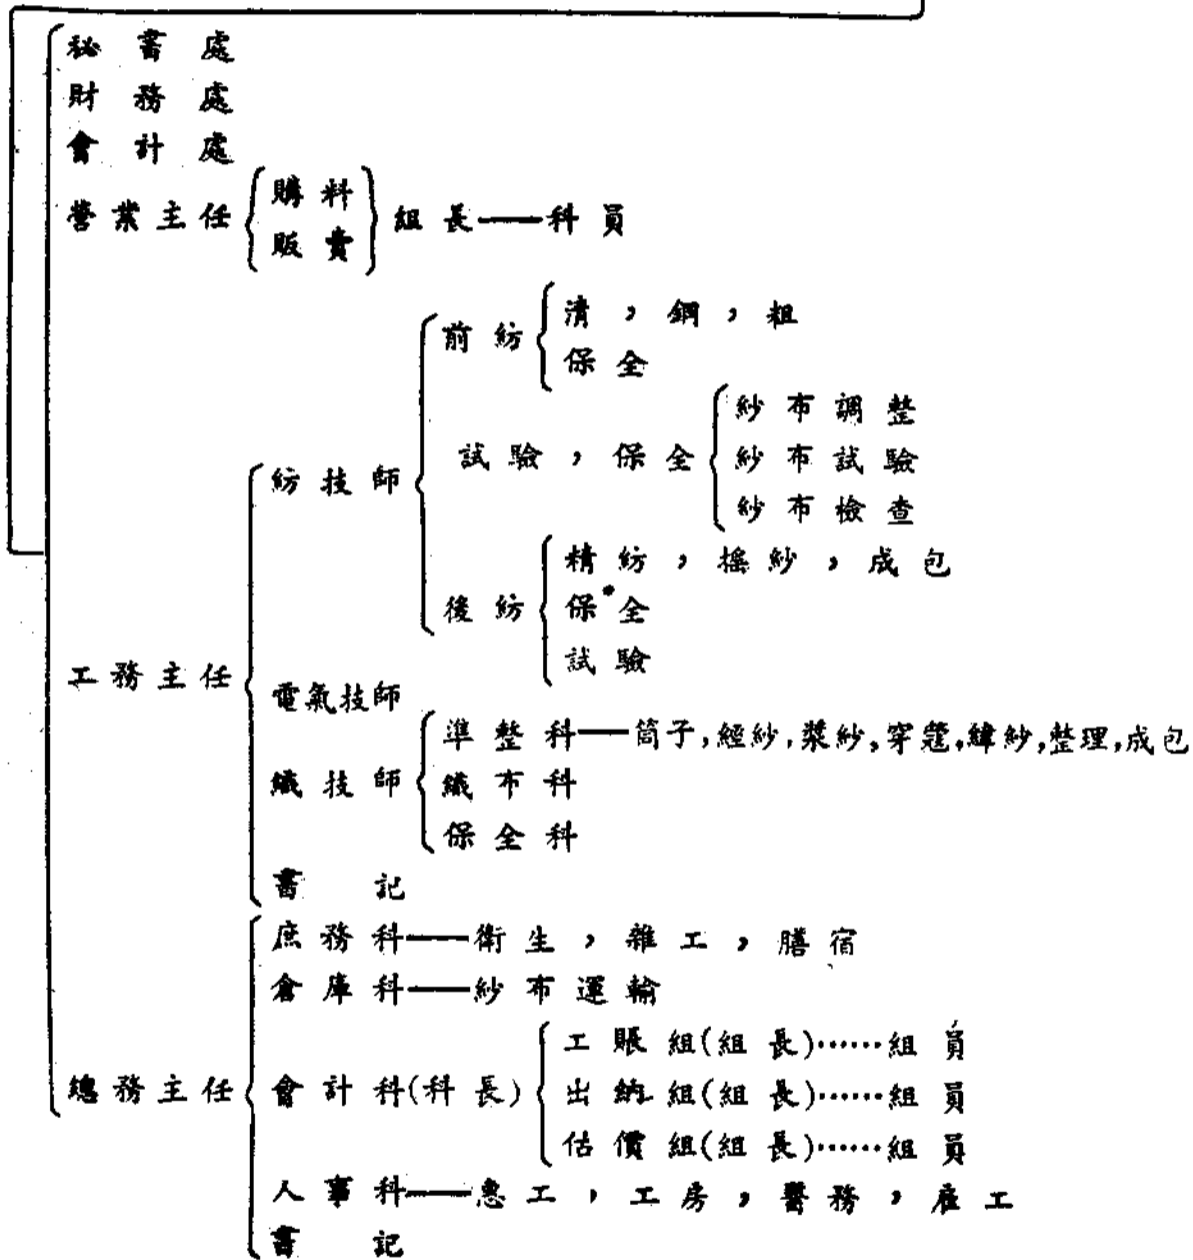 秘書處
財務處
會計處
營業主任
購料
販賣
組長——科員
工務主任
紡技師
前紡
清，鋼，粗
保全
試驗，保全
紗布調整
紗布試驗
紗布檢查
後紡
精紡，搖紗，成包
保全
試驗
電氣技師
織技師
準整科——筒子,經紗,漿紗,穿篦,緯紗,整理,成包
織布科
保全科
書記
總務主任
庶務科——衛生，雜工，膳宿
倉庫科——紗布運輸
會計科(科長)
工賬組(組長)……組員
出納組(組長)……組員
估價組(組長)……組員
人事科——惠工，工房，醫務，雇工
書記